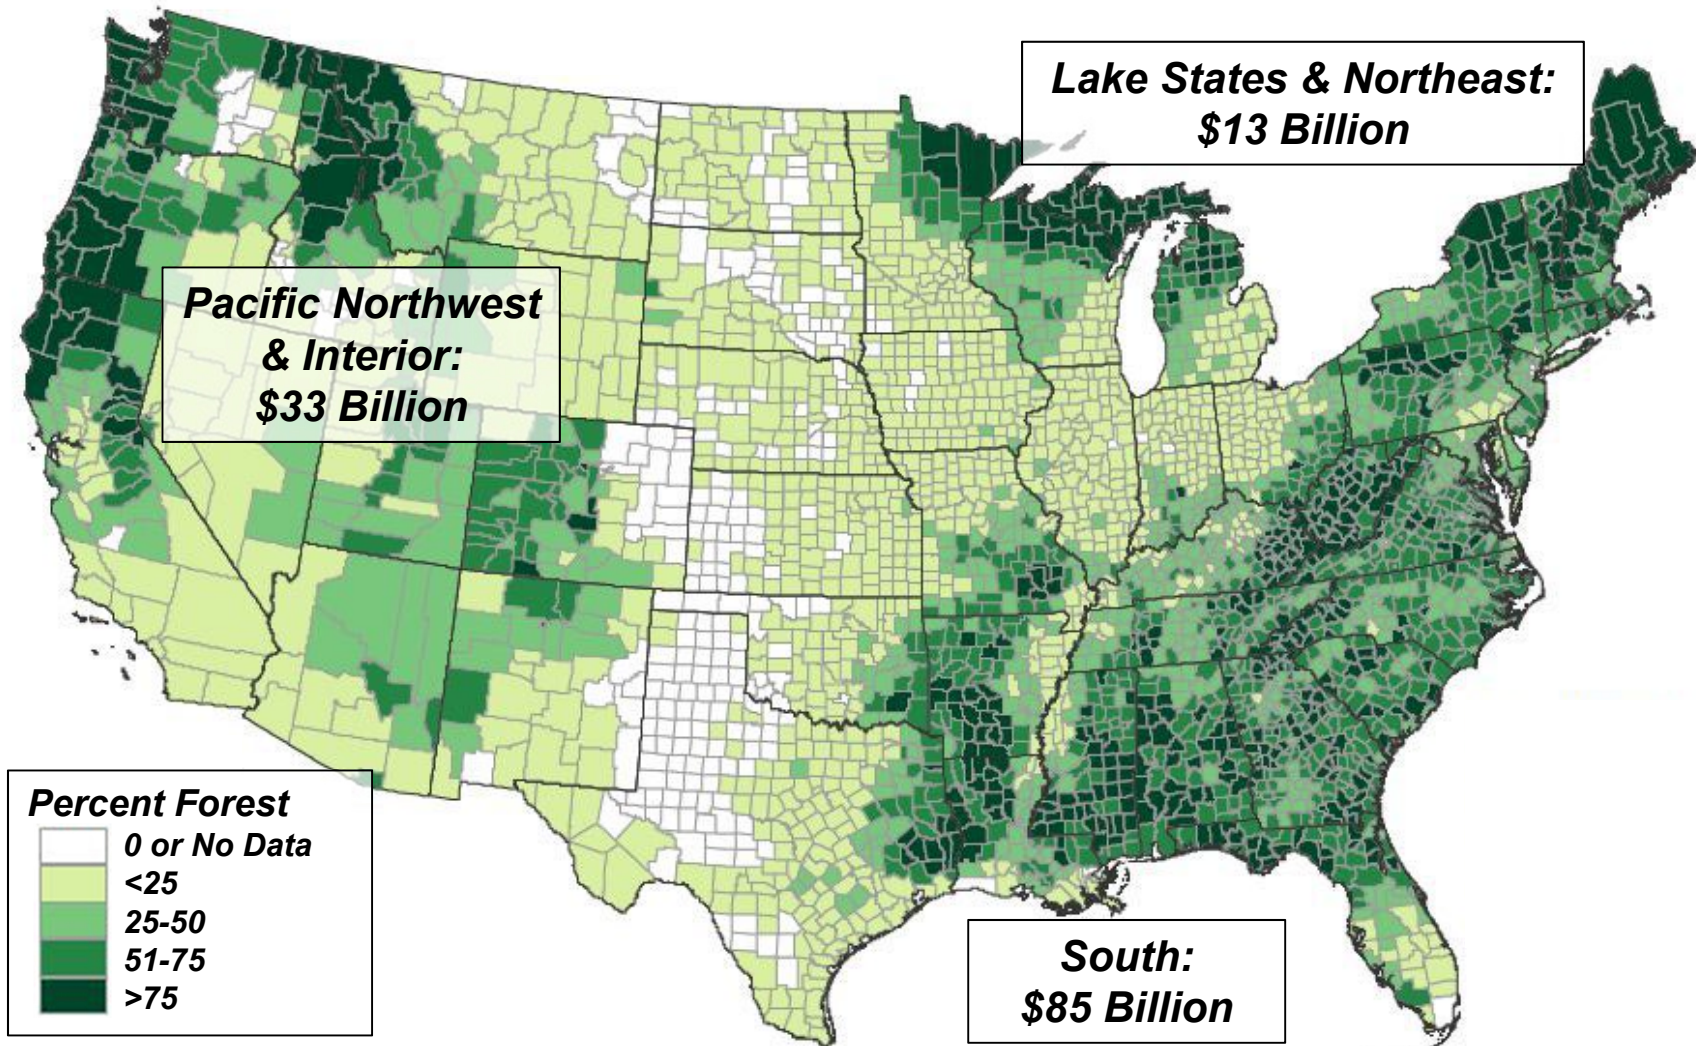 Lake States & Northeast:
$13 Billion
Pacific Northwest
& Interior:
$33 Billion
Percent Forest
0 or No Data
<25
25-50
51-75
>75
South:
$85 Billion